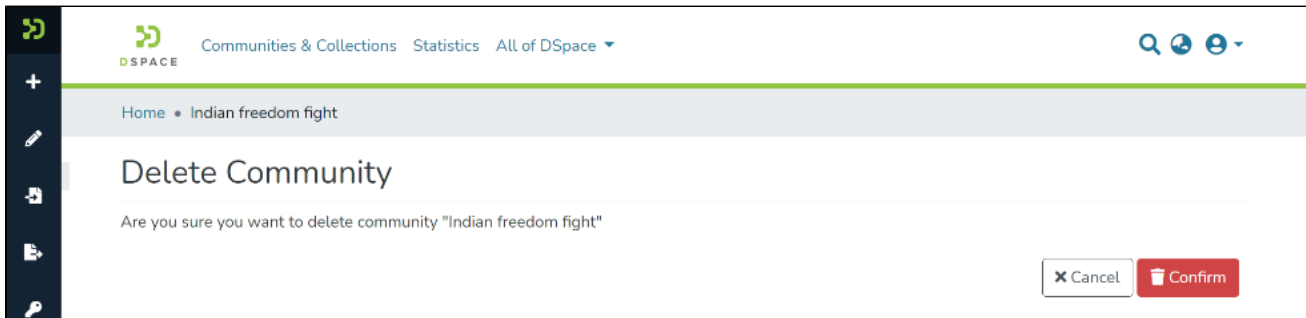 DSPACE
Communities & Collections Statistics All of DSpace
Home • Indian freedom fight
Delete Community
Are you sure you want to delete community "Indian freedom fight"
Cancel Confirm